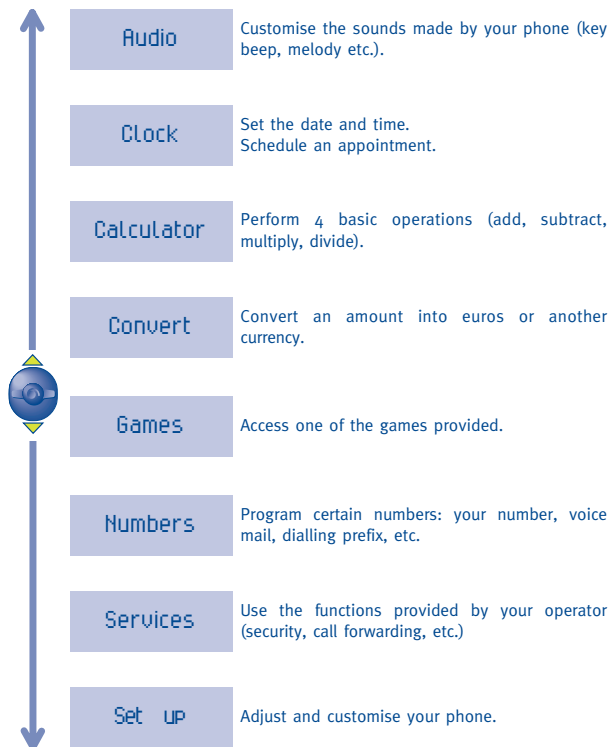 Audio
Customise the sounds made by your phone (key
beep, melody etc.).
Clock
Set the date and time.
Schedule an appointment.
Calculator
Perform 4 basic operations (add, subtract,
multiply, divide).
Convert
Convert an amount into euros or another
currency.
Games
Access one of the games provided.
Numbers
Program certain numbers: your number, voice
mail, dialling prefix, etc.
Services
Use the functions provided by your operator
(security, call forwarding, etc.)
Set up
Adjust and customise your phone.